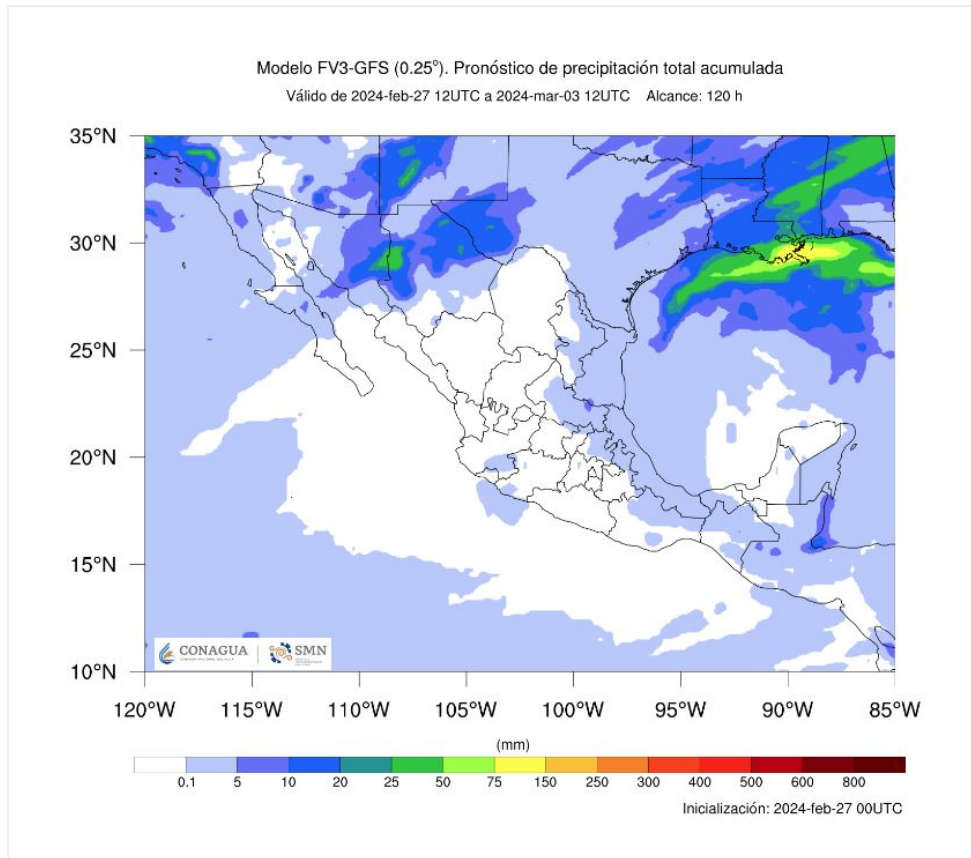 Modelo FV3-GFS (0.25°). Pronóstico de precipitación total acumulada
Válido de 2024-feb-27 12UTC a 2024-mar-03 12UTC Alcance: 120 h
35°N
30°N
25°N
20°N
15°N
10°N
CONAGUA SMN
120°W 115°W 110°W 105°W 100°W 95°W 90°W 85°W
(mm)
0.1 5 10 20 25 50 75 150 250 300 400 500 600 800
Inicialización: 2024-feb-27 00UTC